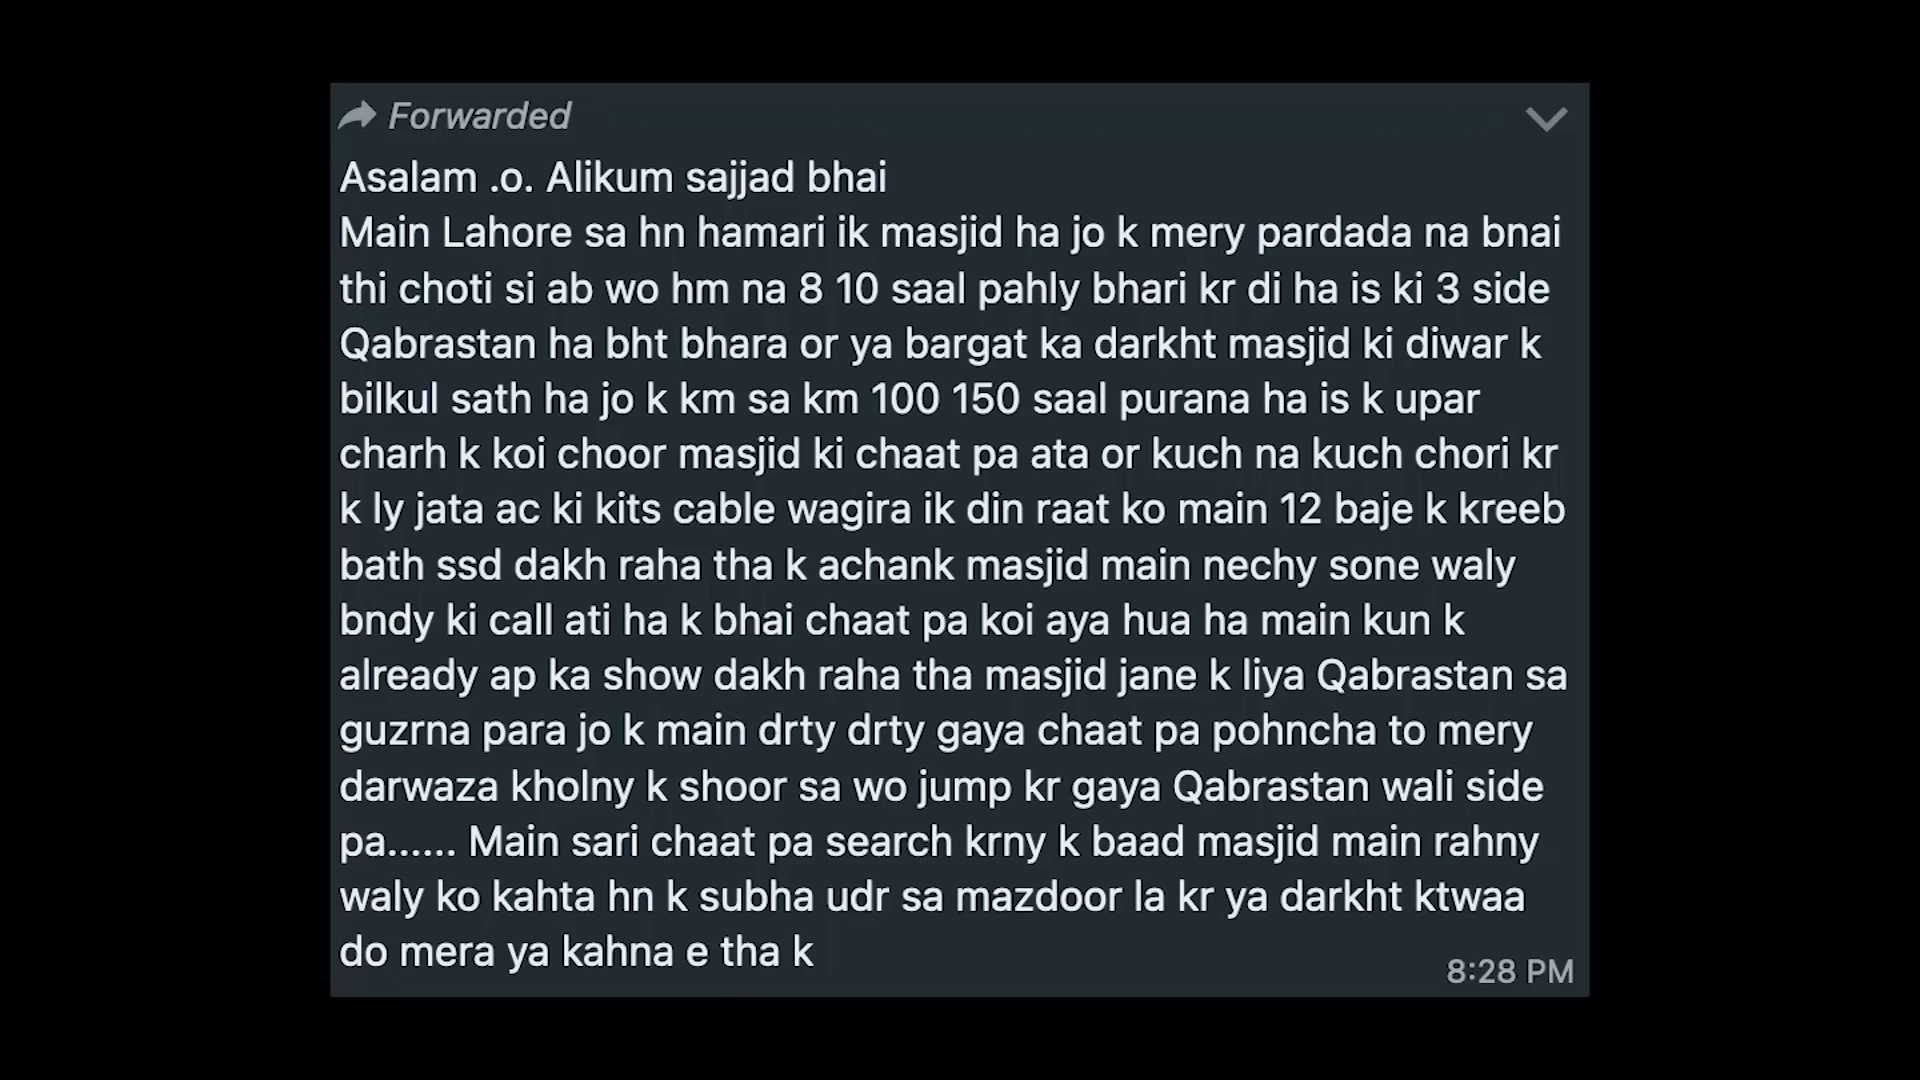 Forwarded
Asalam .o. Alikum sajjad bhai
Main Lahore sa hn hamari ik masjid ha jo k mery pardada na bnai
thi choti si ab wo hm na 8 10 saal pahly bhari kr di ha is ki 3 side
Qabrastan ha bht bhara or ya bargat ka darkht masjid ki diwar k
bilkul sath ha jo k km sa km 100 150 saal purana ha is k upar
charh k koi choor masjid ki chaat pa ata or kuch na kuch chori kr
k ly jata ac ki kits cable wagira ik din raat ko main 12 baje k kreeb
bath ssd dakh raha tha k achank masjid main nechy sone waly
bndy ki call ati ha k bhai chaat pa koi aya hua ha main kun k
already ap ka show dakh raha tha masjid jane k liya Qabrastan sa
guzrna para jo k main drty drty gaya chaat pa pohncha to mery
darwaza kholny k shoor sa wo jump kr gaya Qabrastan wali side
pa...... Main sari chaat pa search krny k baad masjid main rahny
waly ko kahta hn k subha udr sa mazdoor la kr ya darkht ktwaa
do mera ya kahna e tha k
8:28 PM